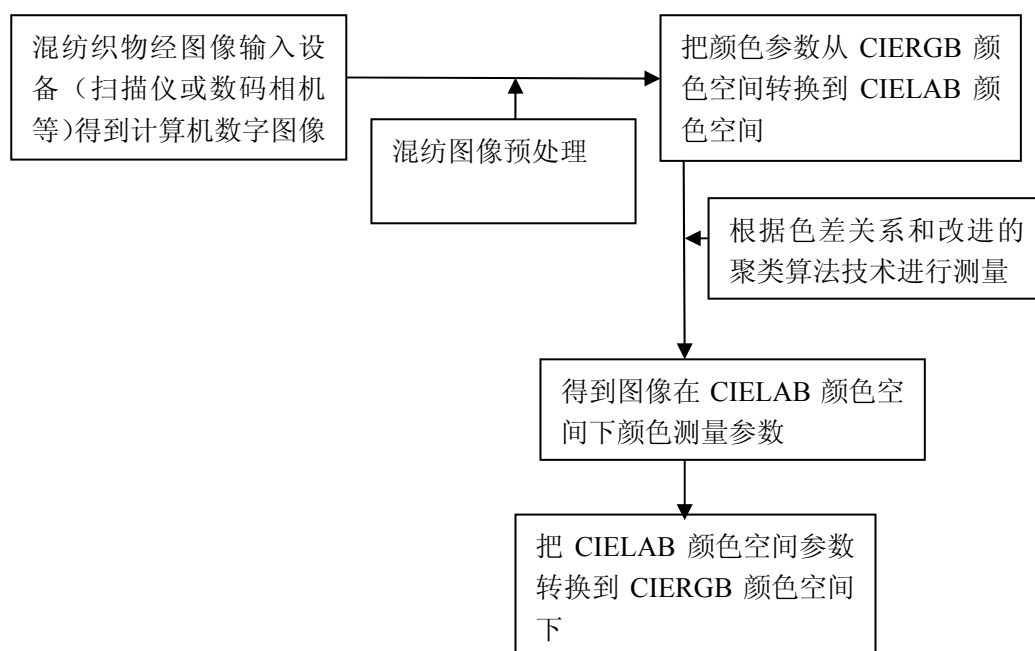 混纺织物经图像输入设
备（扫描仪或数码相机
等）得到计算机数字图像
把颜色参数从 CIERGB 颜
色空间转换到 CIELAB 颜
色空间
混纺图像预处理
根据色差关系和改进的
聚类算法技术进行测量
得到图像在 CIELAB 颜色空
间下颜色测量参数
把 CIELAB 颜色空间参数
转换到 CIERGB 颜色空间
下